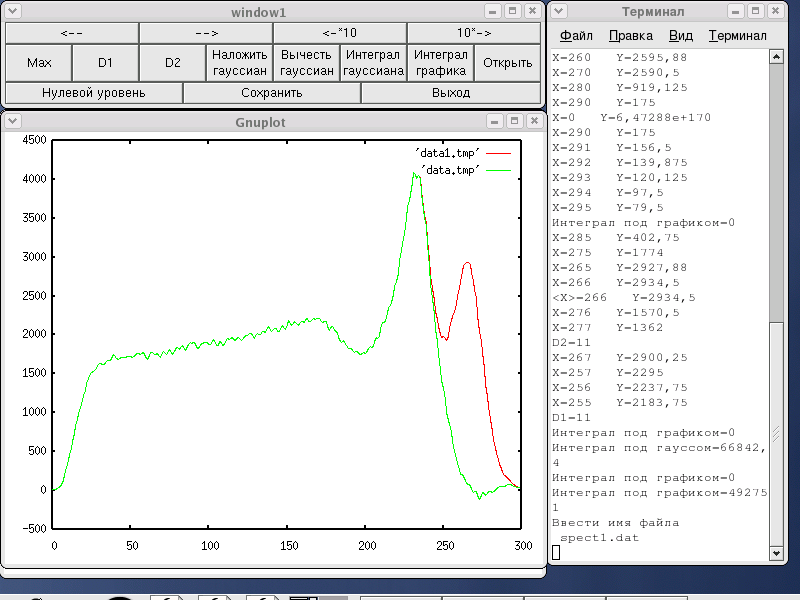 window1
<--
-->
<-*10
10*->
Max
D1
D2
Наложить
гауссиан
Вычесть
гауссиан
Интеграл
гауссиана
Интеграл
графика
Открыть
Нулевой уровень
Сохранить
Выход
Gnuplot
4500
4000
3500
3000
2500
2000
1500
1000
500
0
-500
0
50
100
150
200
250
300
'data1.tmp'
'data.tmp'
Терминал
Файл Правка Вид Терминал
X=260 Y=2595,88
X=270 Y=2590,5
X=280 Y=919,125
X=290 Y=175
X=0 Y=6,47288e+170
X=290 Y=175
X=291 Y=156,5
X=292 Y=139,875
X=293 Y=120,125
X=294 Y=97,5
X=295 Y=79,5
Интеграл под графиком=0
X=285 Y=402,75
X=275 Y=1774
X=265 Y=2927,88
X=266 Y=2934,5
<X>=266 Y=2934,5
X=276 Y=1570,5
X=277 Y=1362
D2=11
X=267 Y=2900,25
X=257 Y=2295
X=256 Y=2237,75
X=255 Y=2183,75
D1=11
Интеграл под графиком=0
Интеграл под гауссом=66842,
4
Интеграл под графиком=0
Интеграл под графиком=49275
1
Ввести имя файла
spect1.dat